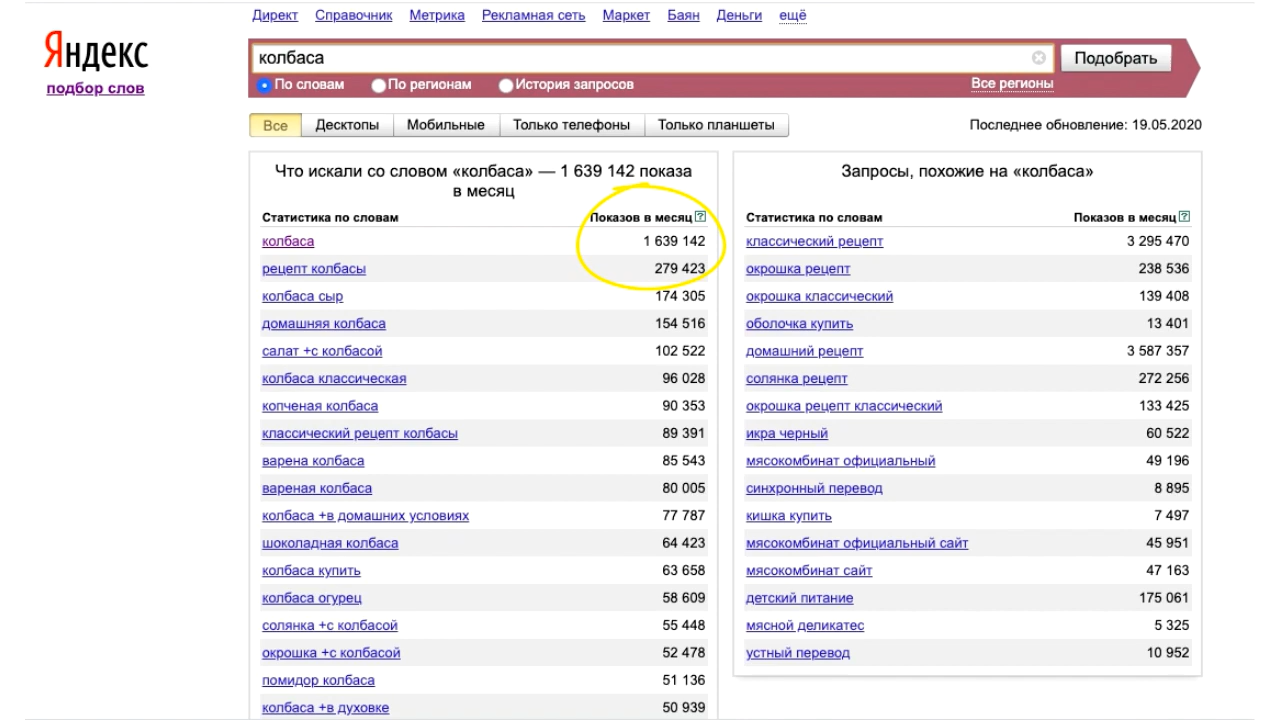 Директ Справочник Метрика Рекламная сеть Маркет Баян Деньги ещё
Яндекс
подбор слов
колбаса
Подобрать
По словам По регионам История запросов Все регионы
Все Десктопы Мобильные Только телефоны Только планшеты
Последнее обновление: 19.05.2020
Что искали со словом «колбаса» — 1 639 142 показа
в месяц
Статистика по словам Показов в месяц ?
колбаса 1 639 142
рецепт колбасы 279 423
колбаса сыр 174 305
домашняя колбаса 154 516
салат +с колбасой 102 522
колбаса классическая 96 028
копченая колбаса 90 353
классический рецепт колбасы 89 391
варена колбаса 85 543
вареная колбаса 80 005
колбаса +в домашних условиях 77 787
шоколадная колбаса 64 423
колбаса купить 63 658
колбаса огурец 58 609
солянка +с колбасой 55 448
окрошка +с колбасой 52 478
помидор колбаса 51 136
колбаса +в духовке 50 939
Запросы, похожие на «колбаса»
Статистика по словам Показов в месяц ?
классический рецепт 3 295 470
окрошка рецепт 238 536
окрошка классический 139 408
оболочка купить 13 401
домашний рецепт 3 587 357
солянка рецепт 272 256
окрошка рецепт классический 133 425
икра черный 60 522
мясокомбинат официальный 49 196
синхронный перевод 8 895
кишка купить 7 497
мясокомбинат официальный сайт 45 951
мясокомбинат сайт 47 163
детский питание 175 061
мясной деликатес 5 325
устный перевод 10 952